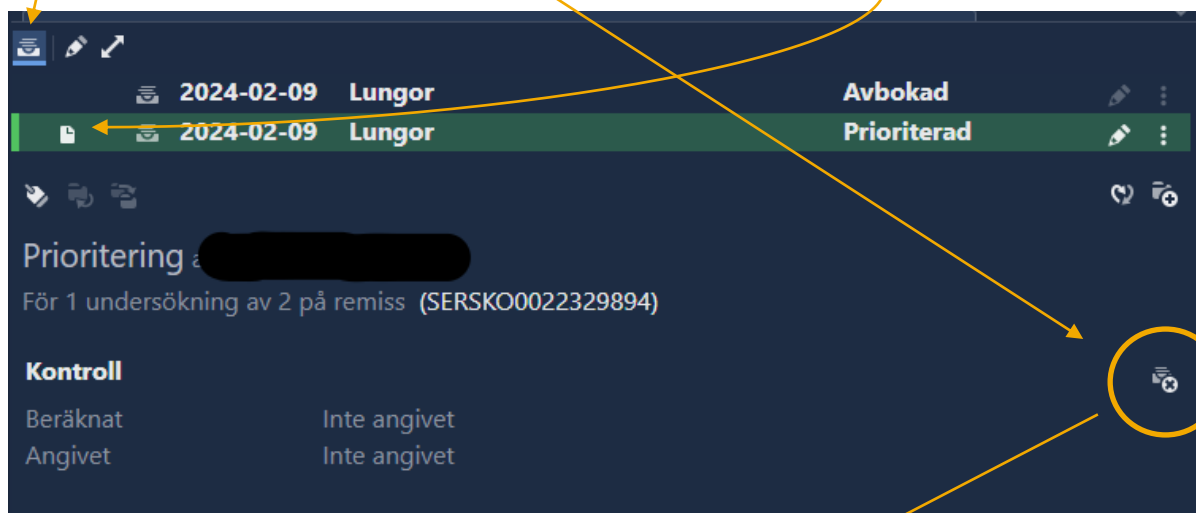 2024-02-09 Lungor Avbokad
2024-02-09 Lungor Prioriterad
Prioritering
För 1 undersökning av 2 på remiss (SERSKO0022329894)
Kontroll
Beräknat Inte angivet
Angivet Inte angivet